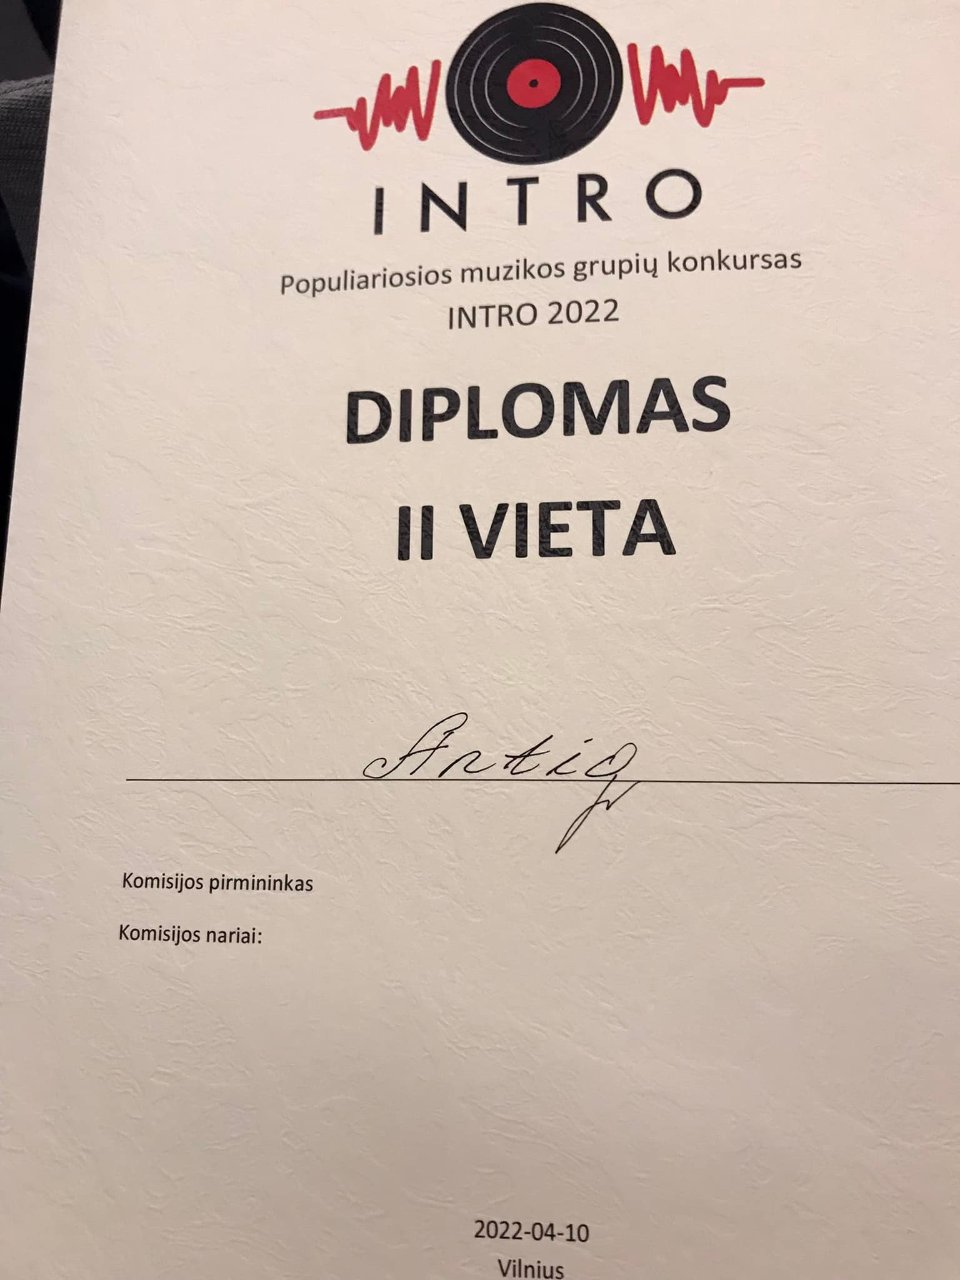 INTRO
Populiariosios muzikos grupių konkursas
INTRO 2022
DIPLOMAS
II VIETA
Komisijos pirmininkas
Komisijos nariai:
2022-04-10
Vilnius